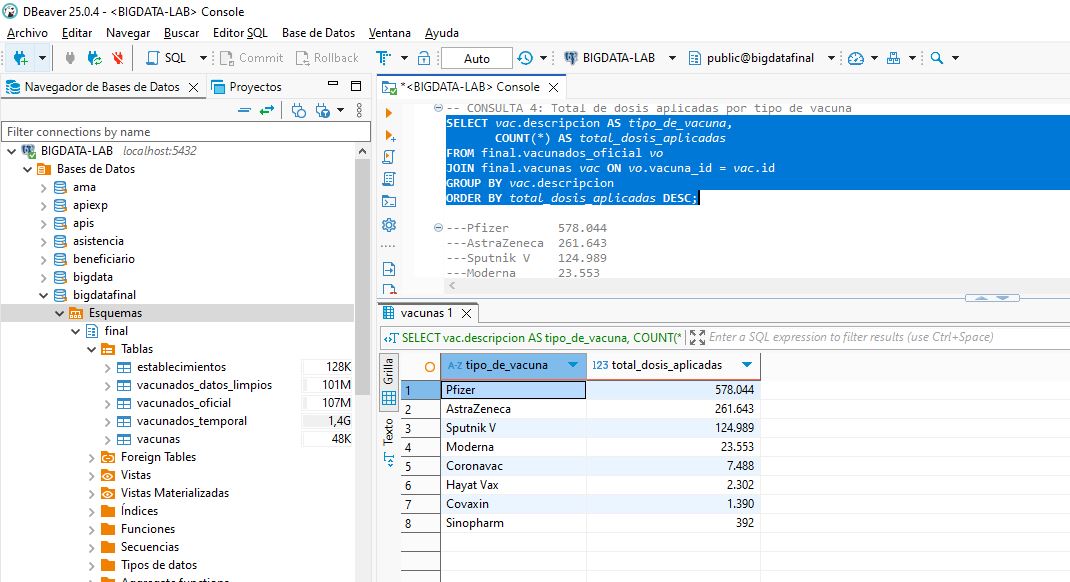 DBeaver 25.0.4 - <BIGDATA-LAB> Console
Archivo Editar Navegar Buscar Editor SQL Base de Datos Ventana Ayuda
SQL Commit Rollback Auto BIGDATA-LAB public@bigdatafinal
Navegador de Bases de Datos Proyectos
Filter connections by name
BIGDATA-LAB localhost:5432
Bases de Datos
ama
apiexp
apis
asistencia
beneficiario
bigdata
bigdatafinal
Esquemas
final
Tablas
establecimientos 128K
vacunados_datos_limpios 101M
vacunados_oficial 107M
vacunados_temporal 1,4G
vacunas 48K
Foreign Tables
Vistas
Vistas Materializadas
Índices
Funciones
Secuencias
Tipos de datos
Aggregate functions
*<BIGDATA-LAB> Console
-- CONSULTA 4: Total de dosis aplicadas por tipo de vacuna
SELECT vac.descripcion AS tipo_de_vacuna,
COUNT(*) AS total_dosis_aplicadas
FROM final.vacunados_oficial vo
JOIN final.vacunas vac ON vo.vacuna_id = vac.id
GROUP BY vac.descripcion
ORDER BY total_dosis_aplicadas DESC;
---Pfizer 578.044
---AstraZeneca 261.643
---Sputnik V 124.989
---Moderna 23.553
vacunas 1
SELECT vac.descripcion AS tipo_de_vacuna, COUNT(* Enter a SQL expression to filter results (use Ctrl+Space)
Grilla
Texto
A-Z tipo_de_vacuna 123 total_dosis_aplicadas
1 Pfizer 578.044
2 AstraZeneca 261.643
3 Sputnik V 124.989
4 Moderna 23.553
5 Coronavac 7.488
6 Hayat Vax 2.302
7 Covaxin 1.390
8 Sinopharm 392